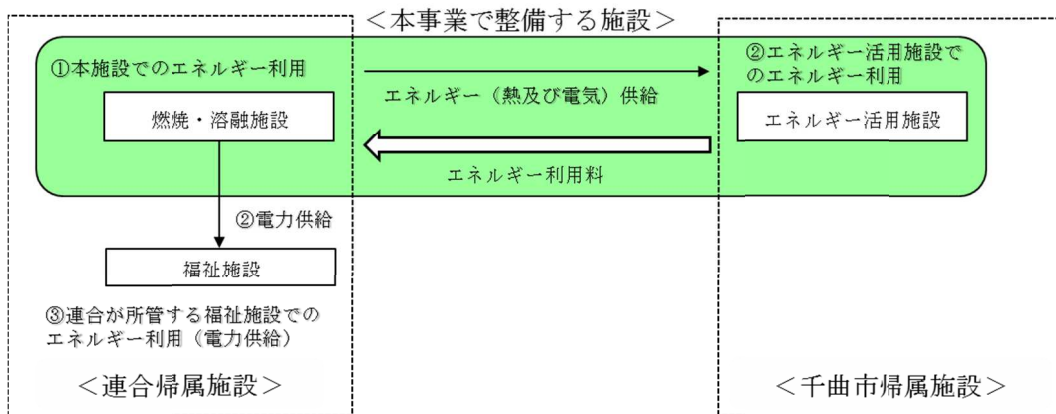 ＜本事業で整備する施設＞
①本施設でのエネルギー利用
燃焼・溶融施設
エネルギー（熱及び電気）供給
エネルギー利用料
②エネルギー活用施設で
のエネルギー利用
エネルギー活用施設
②電力供給
福祉施設
③連合が所管する福祉施設での
エネルギー利用（電力供給）
＜連合帰属施設＞
＜千曲市帰属施設＞